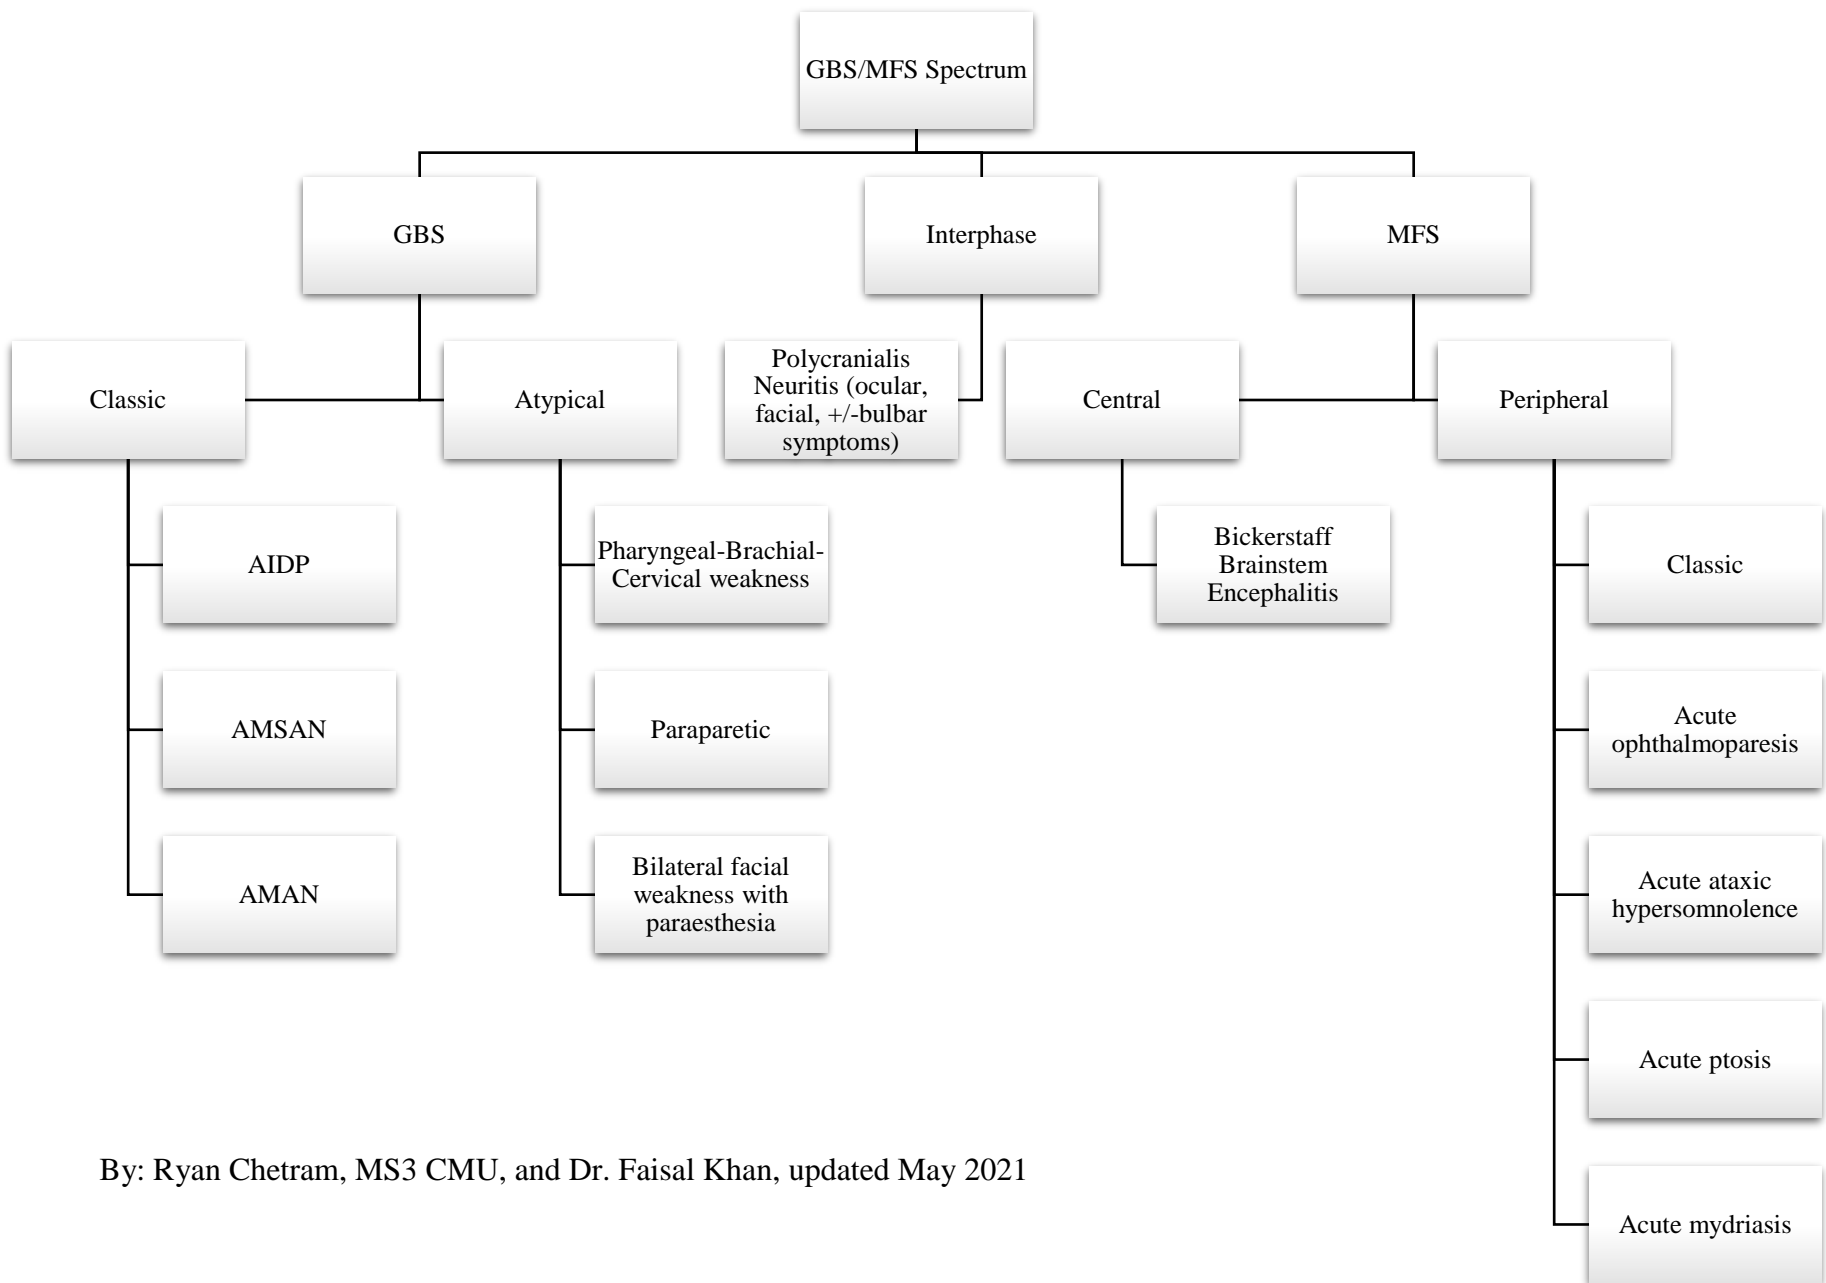 GBS/MFS Spectrum
GBS
Interphase
MFS
Classic
Atypical
Polycranialis
Neuritis (ocular,
facial, +/-bulbar
symptoms)
Central
Peripheral
AIDP
Pharyngeal-Brachial-
Cervical weakness
Bickerstaff
Brainstem
Encephalitis
Classic
AMSAN
Paraparetic
Acute
ophthalmoparesis
AMAN
Bilateral facial
weakness with
paraesthesia
Acute ataxic
hypersomnolence
Acute ptosis
By: Ryan Chetram, MS3 CMU, and Dr. Faisal Khan, updated May 2021
Acute mydriasis